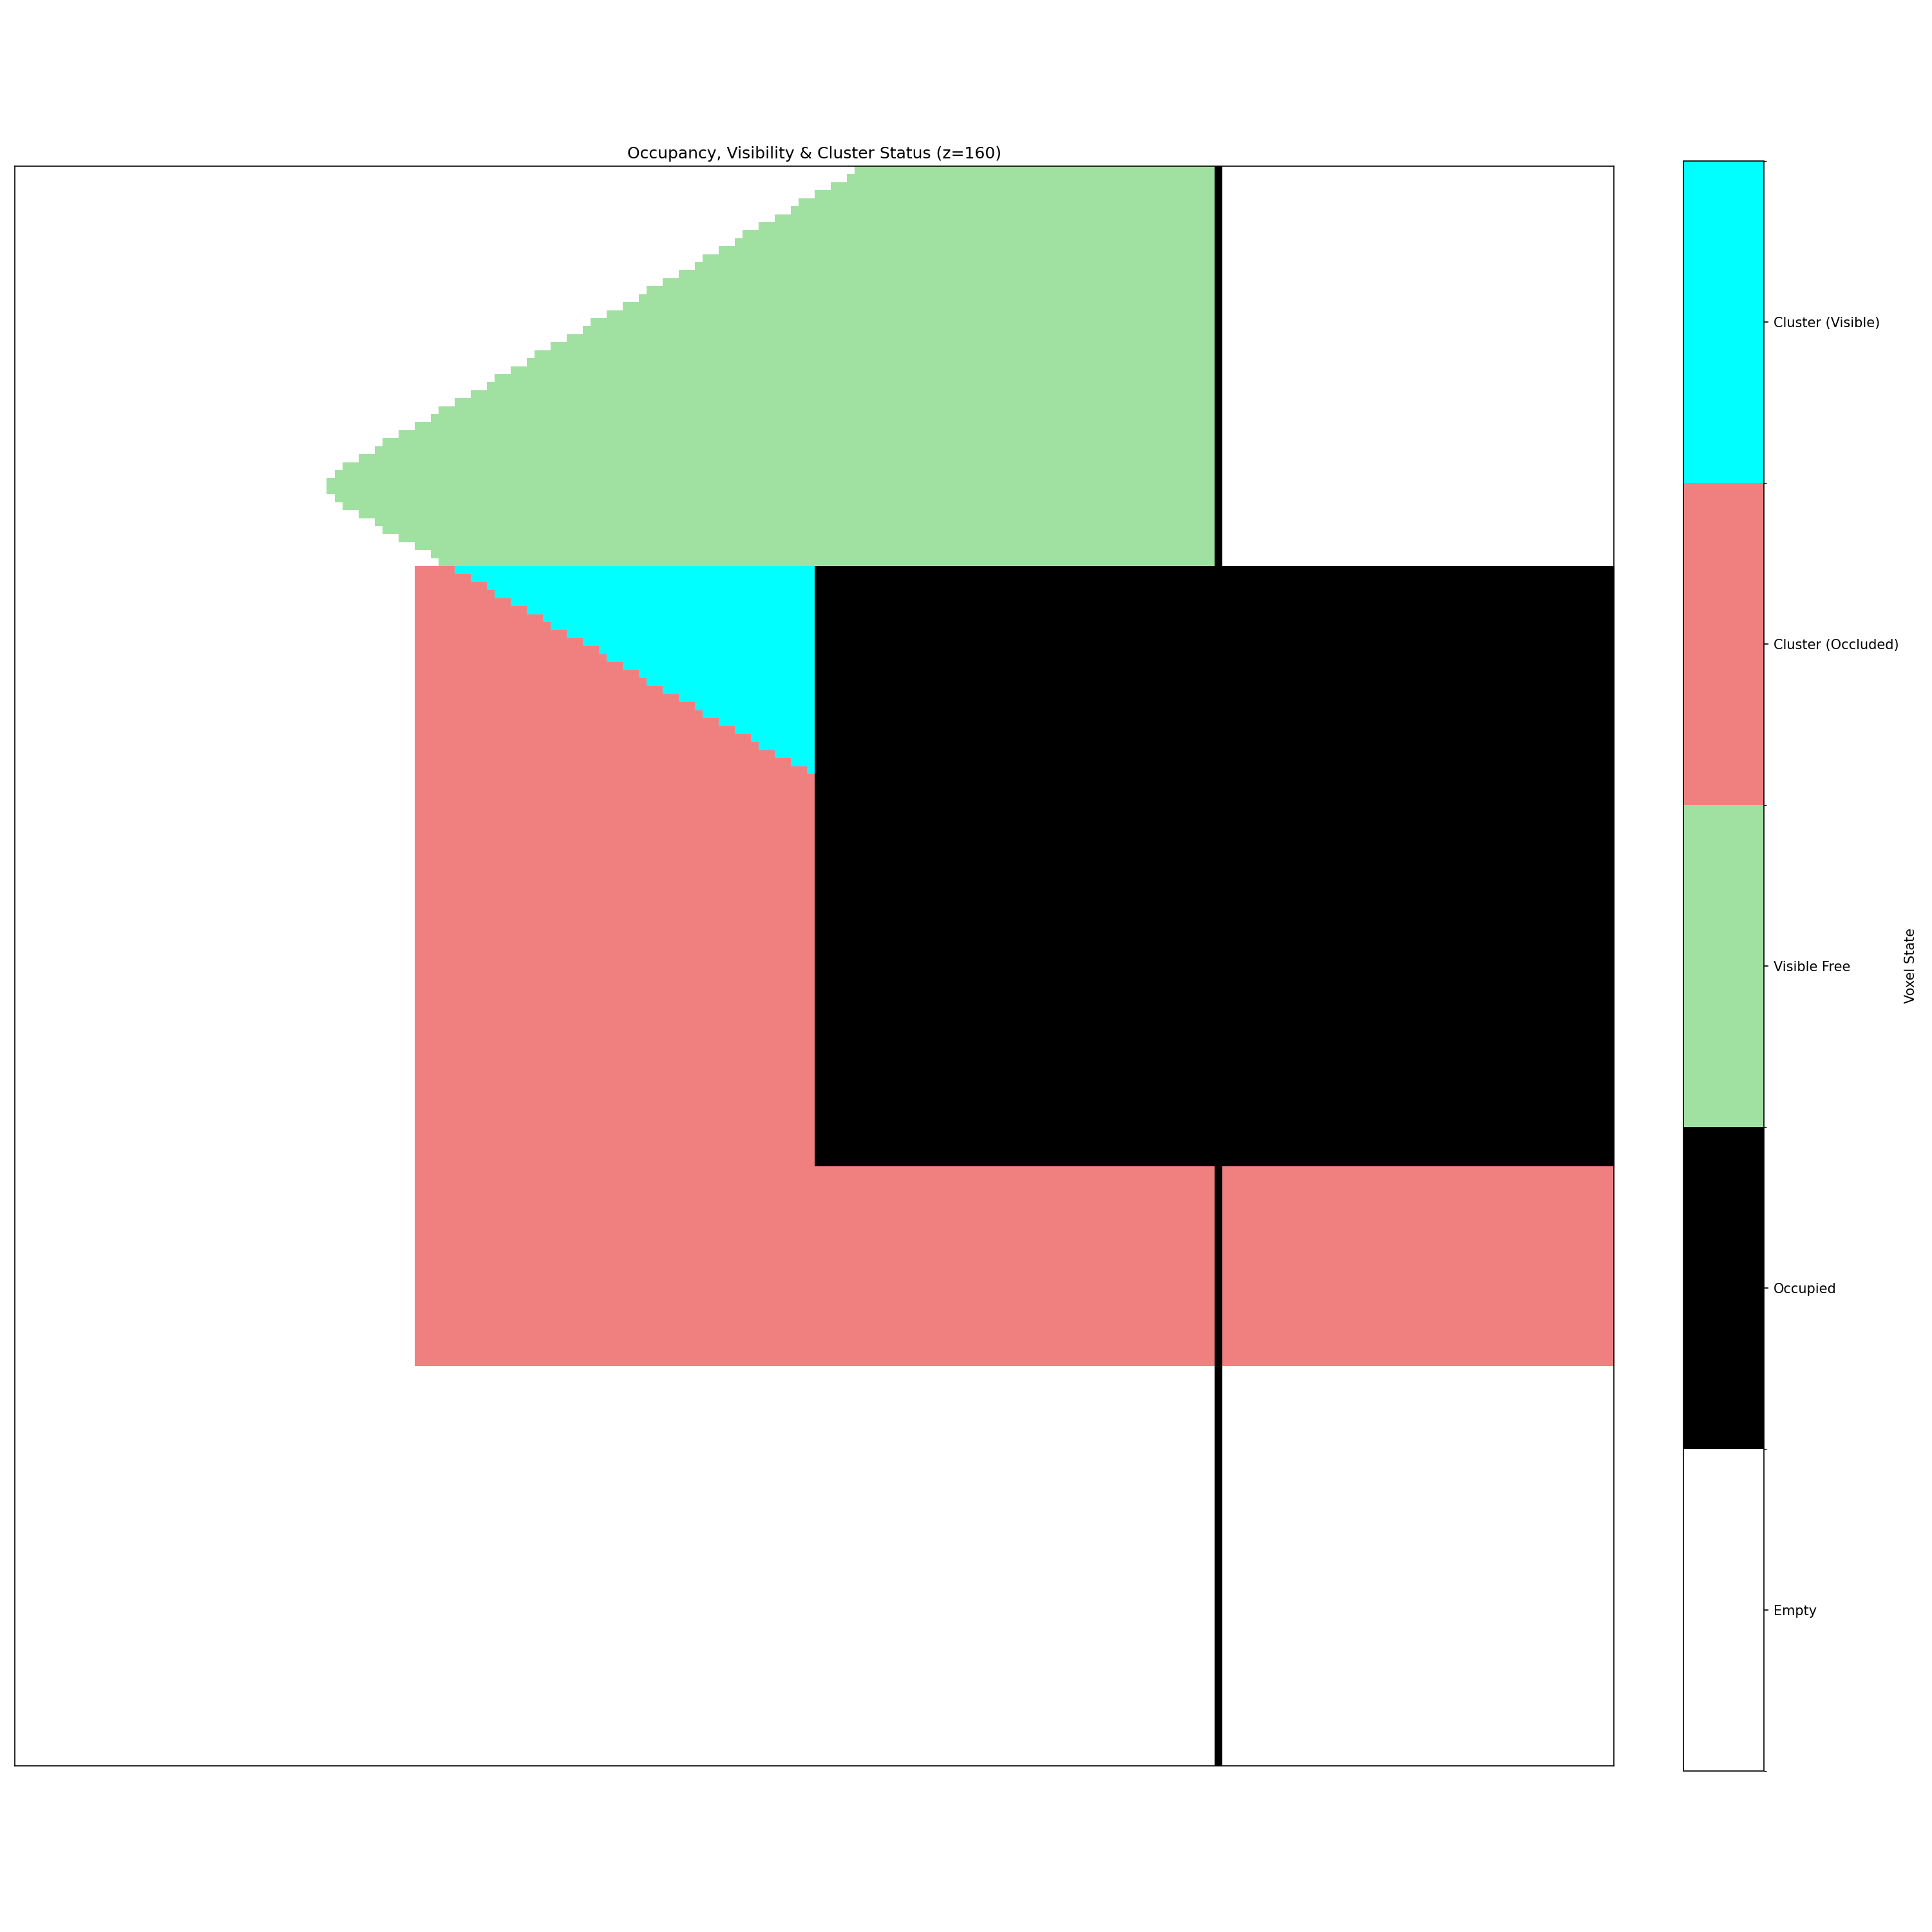 Occupancy, Visibility & Cluster Status (z=160)
Cluster (Visible)
Cluster (Occluded)
Visible Free
Occupied
Empty
Voxel State